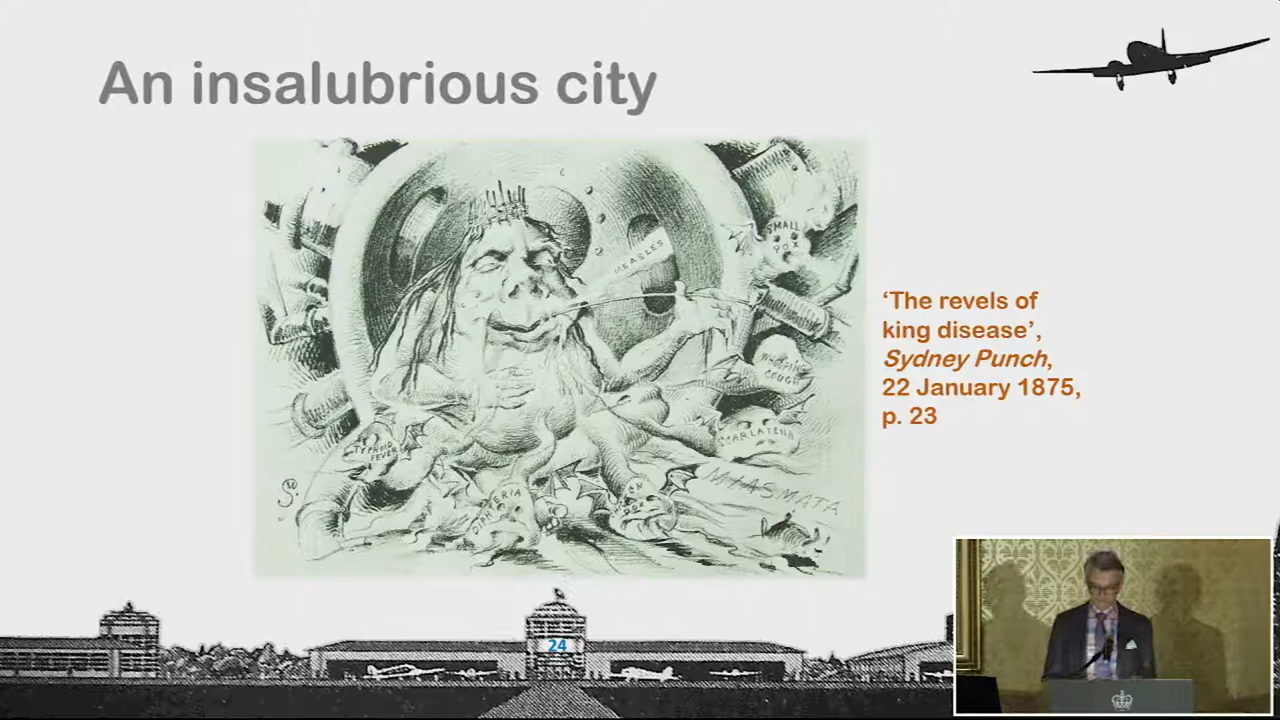 An insalubrious city
MEASLES
SMALL
POX
WHOOPING
COUGH
SCARLATENA
TYPHOID
FEVER
MIASMATA
DIPHTERIA
‘The revels of
king disease’,
Sydney Punch,
22 January 1875,
p. 23
24